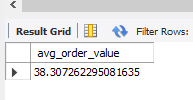 Result Grid Filter Rows:
avg_order_value
38.307262295081635